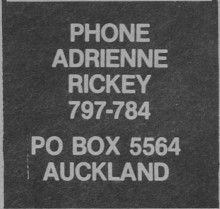 PHONE
ADRIENNE
RICKEY
797-784
PO BOX 5564
AUCKLAND